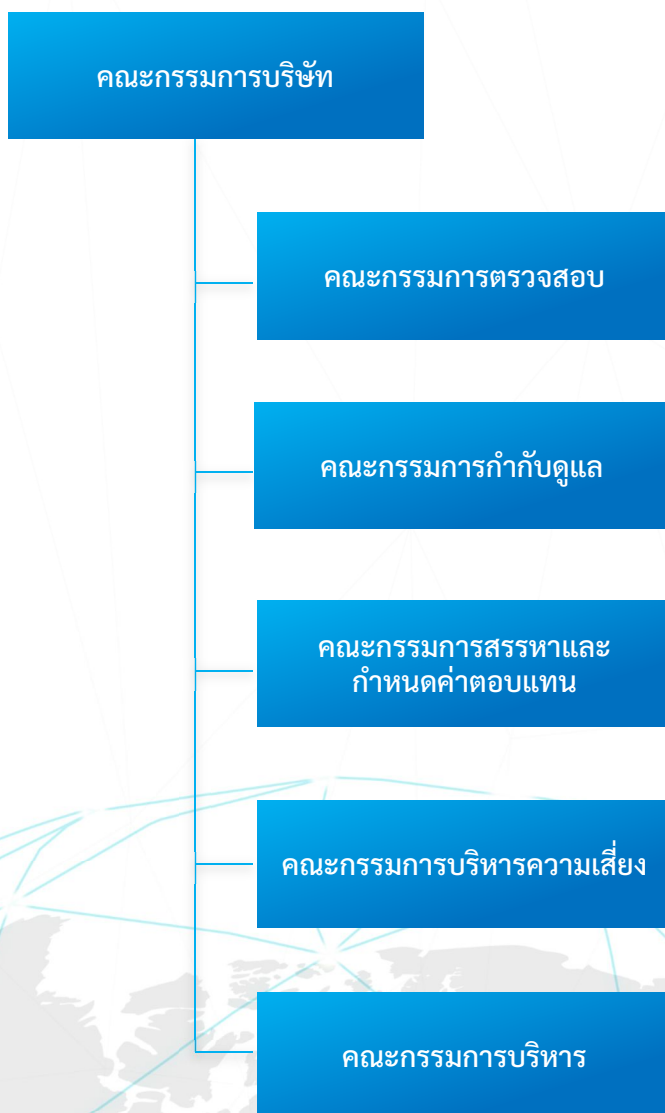 คณะกรรมการบริษัท
คณะกรรมการตรวจสอบ
คณะกรรมการกำกับดูแล
คณะกรรมการสรรหาและ
กำหนดค่าตอบแทน
คณะกรรมการบริหารความเสี่ยง
คณะกรรมการบริหาร